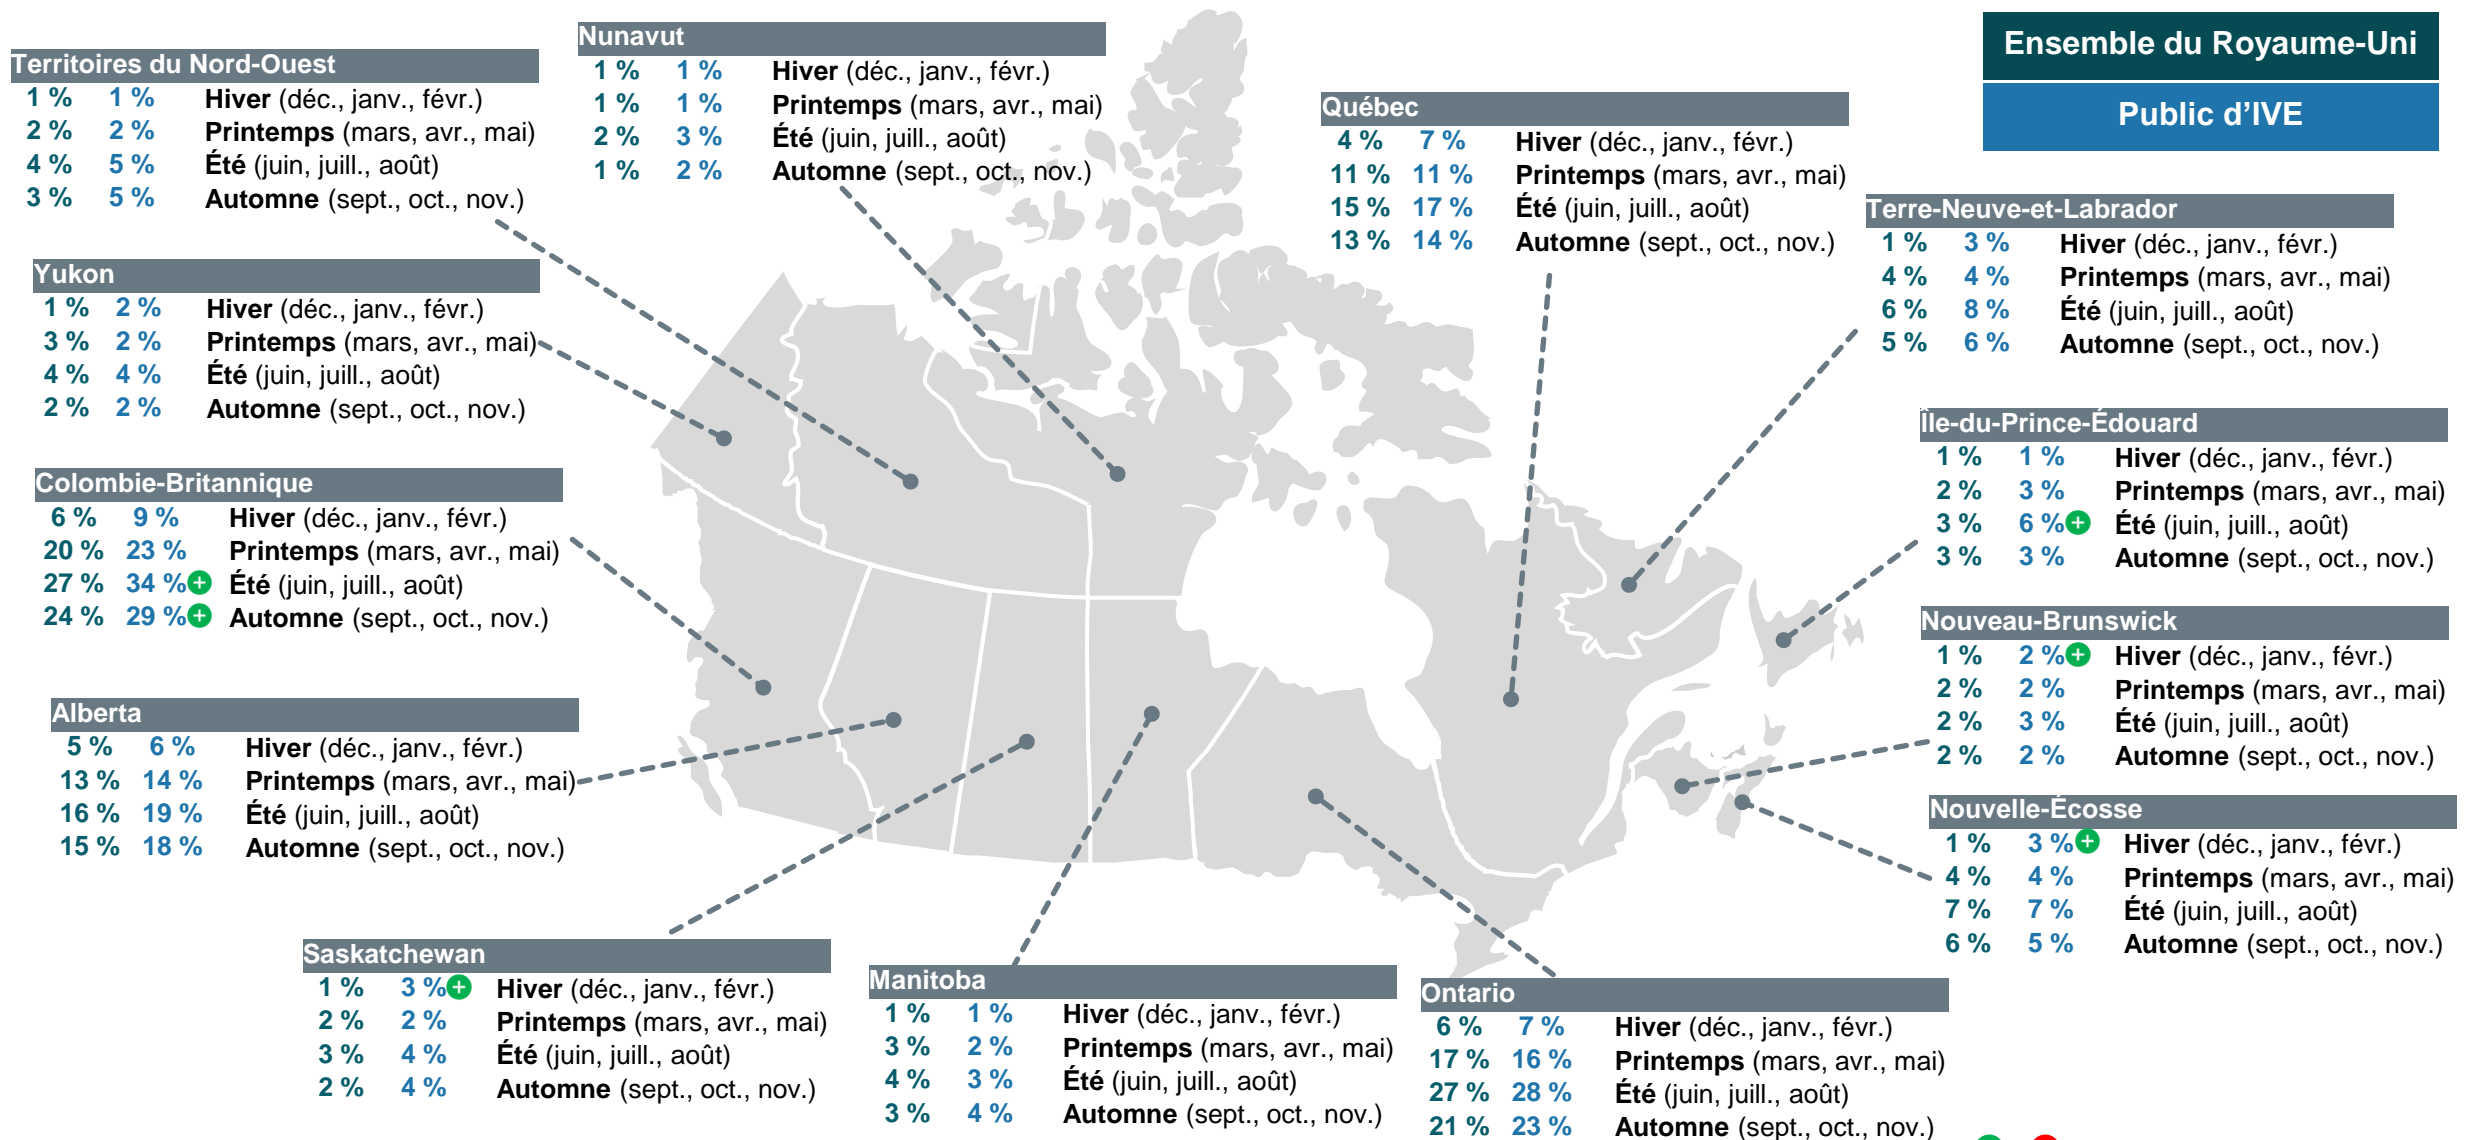 Ensemble du Royaume-Uni
Public d'IVE
Territoires du Nord-Ouest
1 % 1 % Hiver (déc., janv., févr.)
2 % 2 % Printemps (mars, avr., mai)
4 % 5 % Été (juin, juill., août)
3 % 5 % Automne (sept., oct., nov.)
Nunavut
1 % 1 % Hiver (déc., janv., févr.)
1 % 1 % Printemps (mars, avr., mai)
2 % 3 % Été (juin, juill., août)
1 % 2 % Automne (sept., oct., nov.)
Québec
4 % 7 % Hiver (déc., janv., févr.)
11 % 11 % Printemps (mars, avr., mai)
15 % 17 % Été (juin, juill., août)
13 % 14 % Automne (sept., oct., nov.)
Terre-Neuve-et-Labrador
1 % 3 % Hiver (déc., janv., févr.)
4 % 4 % Printemps (mars, avr., mai)
6 % 8 % Été (juin, juill., août)
5 % 6 % Automne (sept., oct., nov.)
Yukon
1 % 2 % Hiver (déc., janv., févr.)
3 % 2 % Printemps (mars, avr., mai)
4 % 4 % Été (juin, juill., août)
2 % 2 % Automne (sept., oct., nov.)
Île-du-Prince-Édouard
1 % 1 % Hiver (déc., janv., févr.)
2 % 3 % Printemps (mars, avr., mai)
3 % 6 % + Été (juin, juill., août)
3 % 3 % Automne (sept., oct., nov.)
Colombie-Britannique
6 % 9 % Hiver (déc., janv., févr.)
20 % 23 % Printemps (mars, avr., mai)
27 % 34 % + Été (juin, juill., août)
24 % 29 % + Automne (sept., oct., nov.)
Nouveau-Brunswick
1 % 2 % + Hiver (déc., janv., févr.)
2 % 2 % Printemps (mars, avr., mai)
2 % 3 % Été (juin, juill., août)
2 % 2 % Automne (sept., oct., nov.)
Alberta
5 % 6 % Hiver (déc., janv., févr.)
13 % 14 % Printemps (mars, avr., mai)
16 % 19 % Été (juin, juill., août)
15 % 18 % Automne (sept., oct., nov.)
Nouvelle-Écosse
1 % 3 % + Hiver (déc., janv., févr.)
4 % 4 % Printemps (mars, avr., mai)
7 % 7 % Été (juin, juill., août)
6 % 5 % Automne (sept., oct., nov.)
Saskatchewan
1 % 3 % + Hiver (déc., janv., févr.)
2 % 2 % Printemps (mars, avr., mai)
3 % 4 % Été (juin, juill., août)
2 % 4 % Automne (sept., oct., nov.)
Manitoba
1 % 1 % Hiver (déc., janv., févr.)
3 % 2 % Printemps (mars, avr., mai)
4 % 3 % Été (juin, juill., août)
3 % 4 % Automne (sept., oct., nov.)
Ontario
6 % 7 % Hiver (déc., janv., févr.)
17 % 16 % Printemps (mars, avr., mai)
27 % 28 % Été (juin, juill., août)
21 % 23 % Automne (sept., oct., nov.)